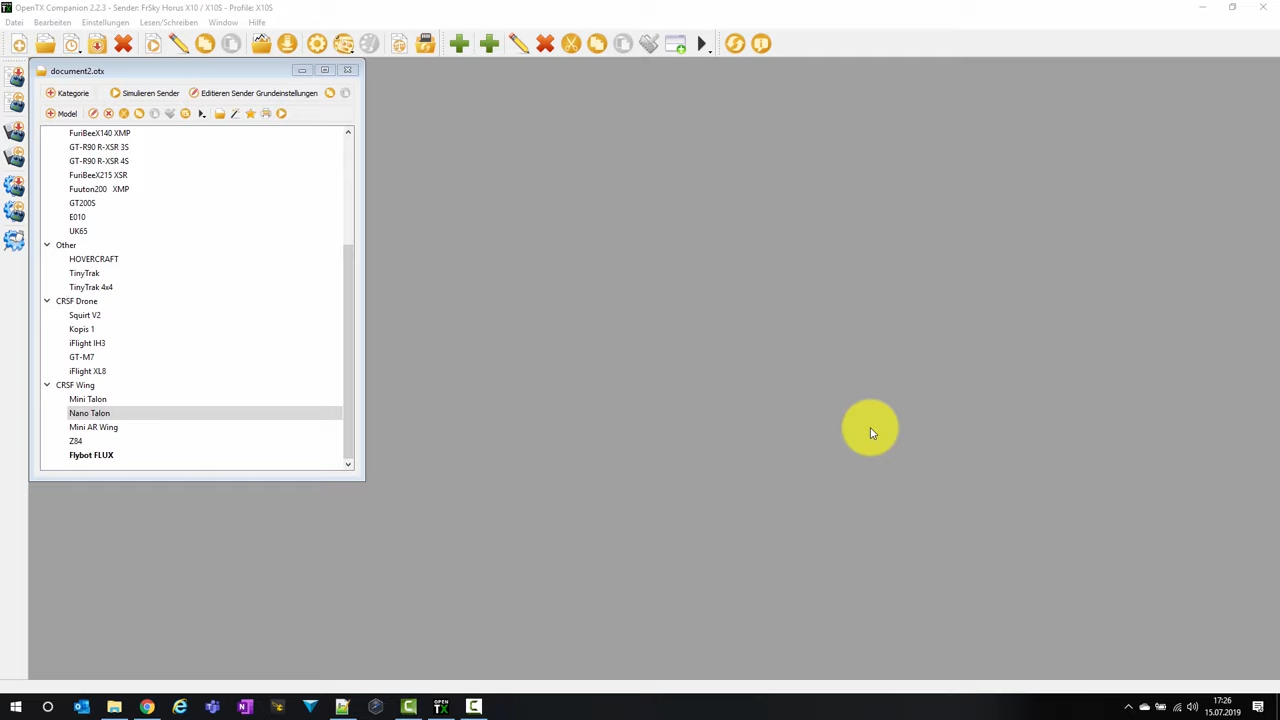 OpenTX Companion 2.2.3 - Sender: FrSky Horus X10 / X10S - Profile: X10S
Datei Bearbeiten Einstellungen Lesen/Schreiben Window Hilfe
document2.otx
Kategorie Simulieren Sender Editieren Sender Grundeinstellungen
Model
FuriBeeX140 XMP
GT-R90 R-XSR 3S
GT-R90 R-XSR 4S
FuriBeeX215 XSR
Fuuton200 XMP
GT200S
E010
UK65
Other
HOVERCRAFT
TinyTrak
TinyTrak 4x4
CRSF Drone
Squirt V2
Kopis 1
iFlight IH3
GT-M7
iFlight XL8
CRSF Wing
Mini Talon
Nano Talon
Mini AR Wing
Z84
Flybot FLUX
OPEN
TX
17:26
15.07.2019